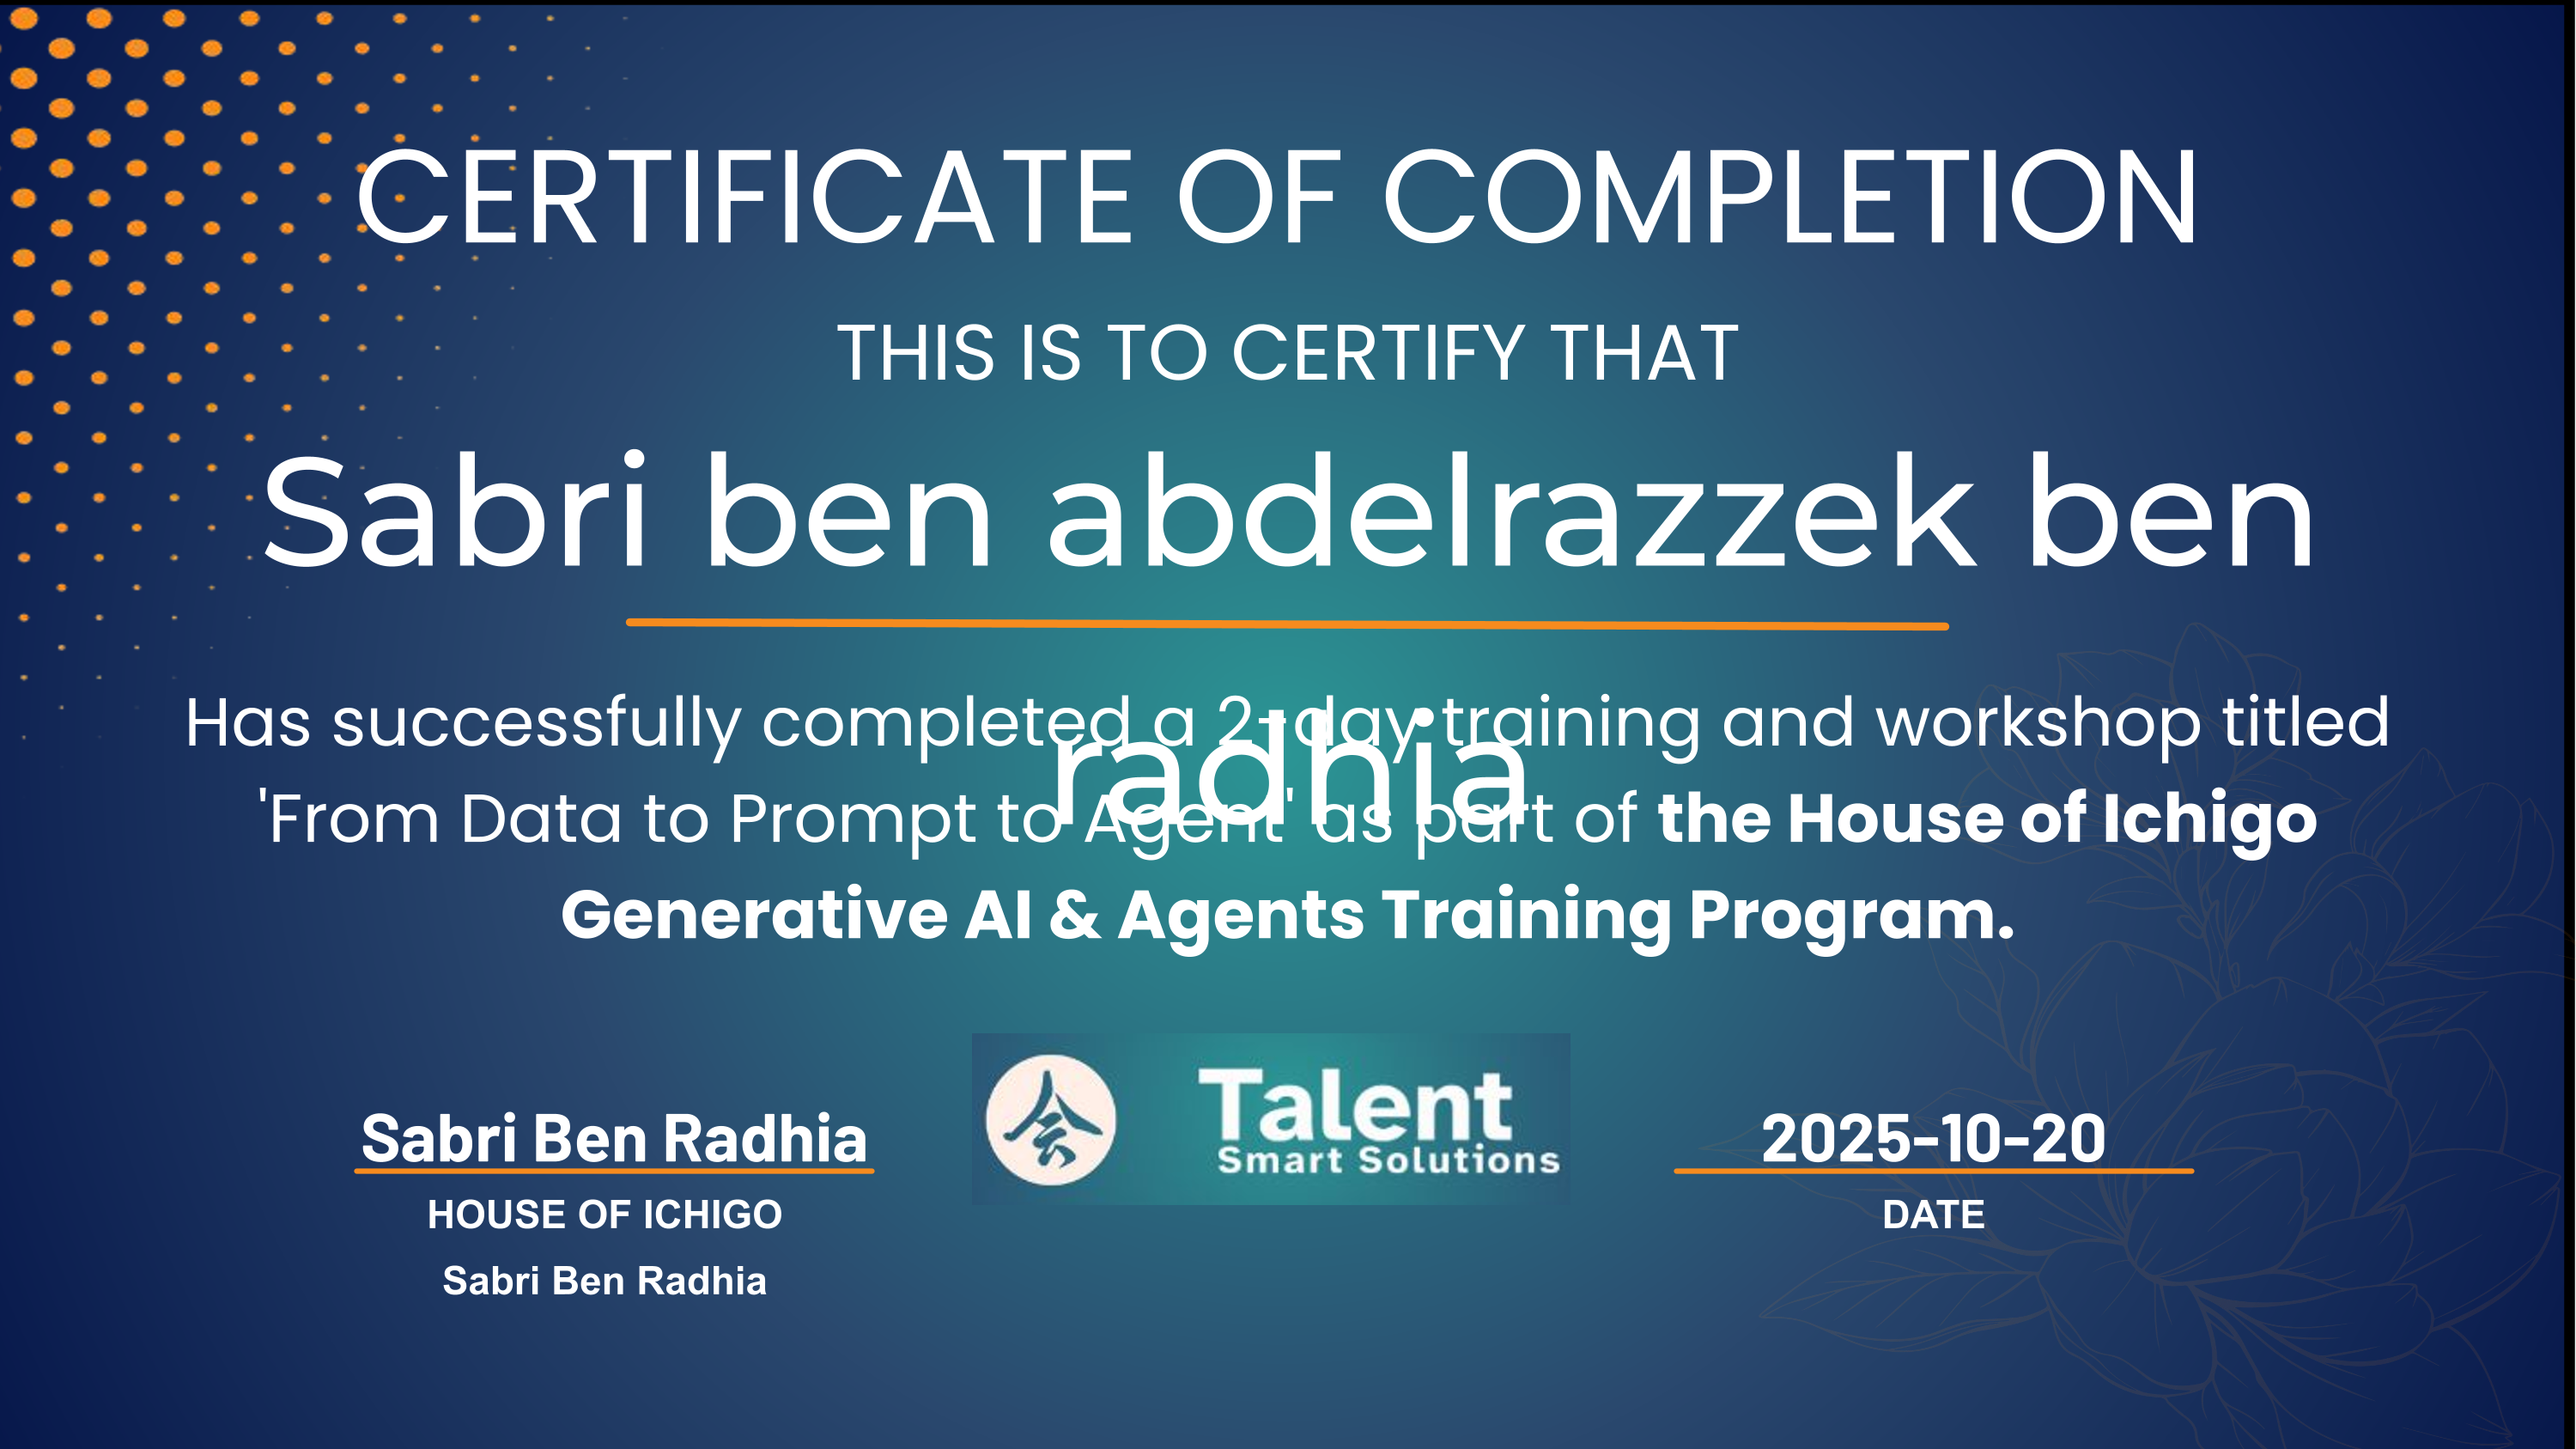 CERTIFICATE OF COMPLETION
THIS IS TO CERTIFY THAT
Sabri ben abdelrazzek ben
radhia
Has successfully completed a 2-day training and workshop titled
'From Data to Prompt to Agent' as part of the House of Ichigo
Generative AI & Agents Training Program.
Talent
Smart Solutions
Sabri Ben Radhia
HOUSE OF ICHIGO
Sabri Ben Radhia
2025-10-20
DATE